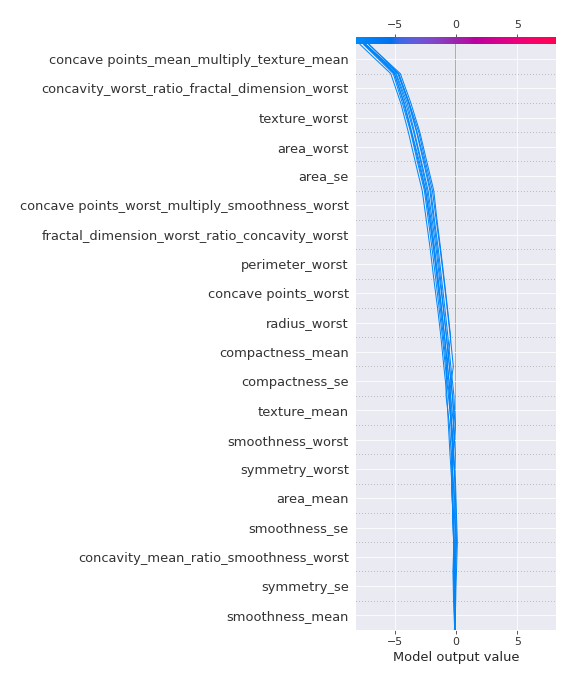 −5 0 5
concave points_mean_multiply_texture_mean
concavity_worst_ratio_fractal_dimension_worst
texture_worst
area_worst
area_se
concave points_worst_multiply_smoothness_worst
fractal_dimension_worst_ratio_concavity_worst
perimeter_worst
concave points_worst
radius_worst
compactness_mean
compactness_se
texture_mean
smoothness_worst
symmetry_worst
area_mean
smoothness_se
concavity_mean_ratio_smoothness_worst
symmetry_se
smoothness_mean
−5 0 5
Model output value